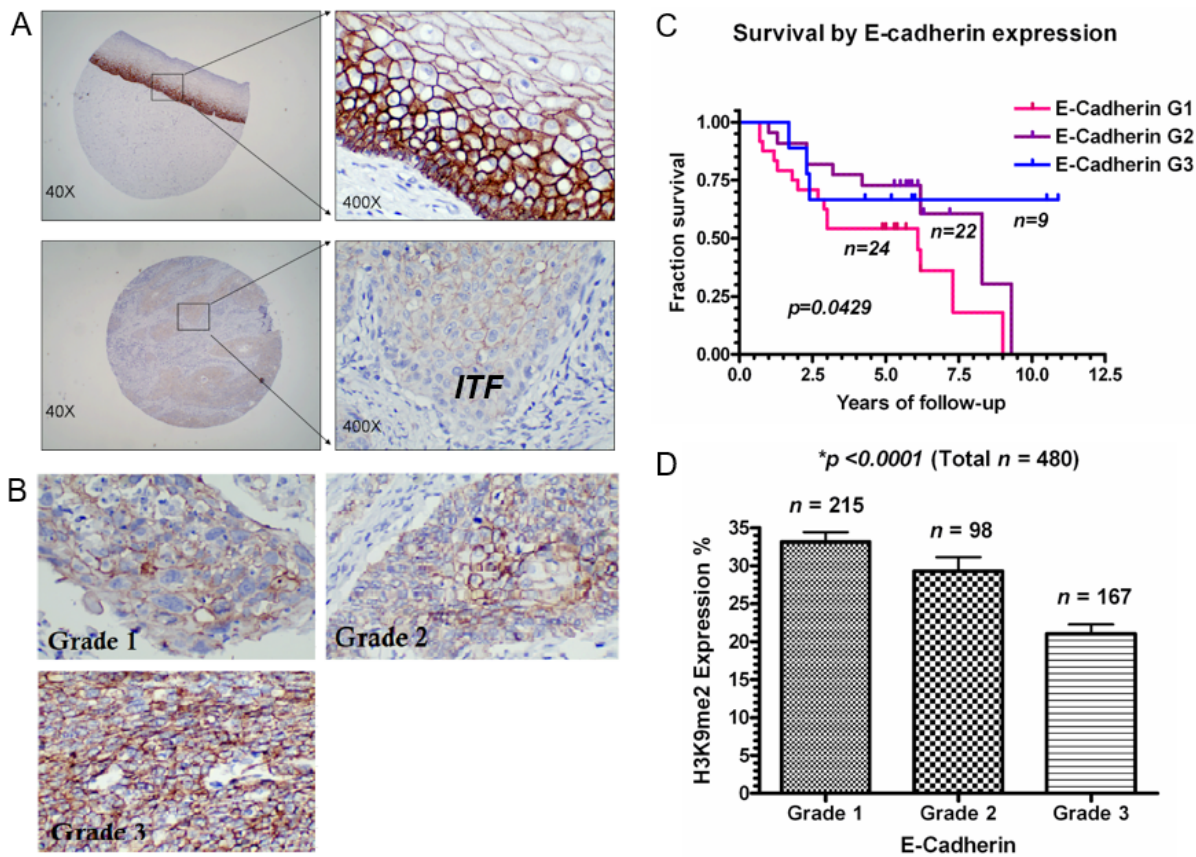 A
40X
400X
40X
400X
ITF
B
Grade 1
Grade 2
Grade 3
C
Survival by E-cadherin expression
E-Cadherin G1
E-Cadherin G2
E-Cadherin G3
1.00
0.75
0.50
0.25
0.00
Fraction survival
n=9
n=22
n=24
p=0.0429
0.0 2.5 5.0 7.5 10.0 12.5
Years of follow-up
D
*p <0.0001 (Total n = 480)
n = 215
n = 98
n = 167
35
30
25
20
15
10
5
0
H3K9me2 Expression %
Grade 1 Grade 2 Grade 3
E-Cadherin